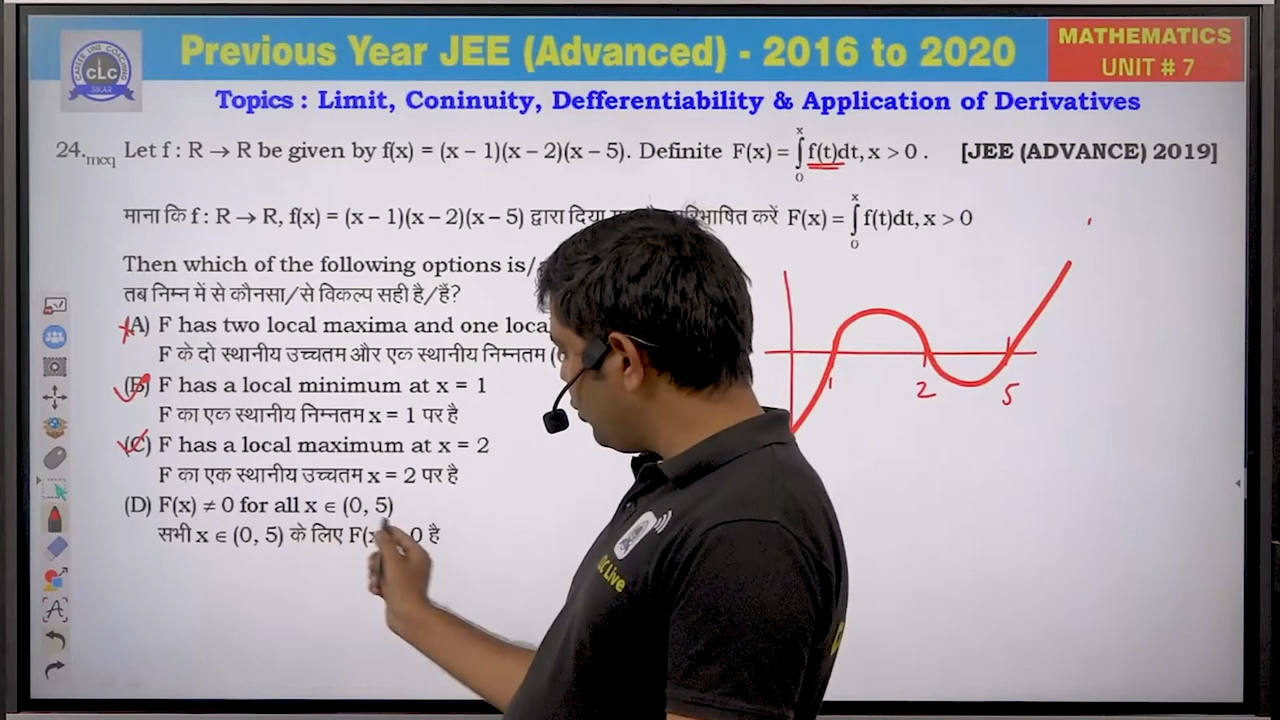 CLC
SIKAR
Previous Year JEE (Advanced) - 2016 to 2020
MATHEMATICS
UNIT # 7
Topics : Limit, Coninuity, Defferentiability & Application of Derivatives
24.mcq Let f : R → R be given by f(x) = (x – 1)(x – 2)(x – 5). Definite F(x) = ∫₀ˣ f(t)dt, x > 0 . [JEE (ADVANCE) 2019]
माना कि f : R → R, f(x) = (x – 1)(x – 2)(x – 5) द्वारा दिया करें F(x) = ∫₀ˣ f(t)dt, x > 0
Then which of the following options is/
तब निम्न में से कौनसा/से विकल्प सही है/हैं?
(A) F has two local maxima and one
F के दो स्थानीय उच्चतम और एक स्थानीय निम्नतम
(B) F has a local minimum at x = 1
F का एक स्थानीय निम्नतम x = 1 पर है
(C) F has a local maximum at x = 2
F का एक स्थानीय उच्चतम x = 2 पर है
(D) F(x) ≠ 0 for all x ∈ (0, 5)
सभी x ∈ (0, 5) के लिए 0 है
1 2 5
Live